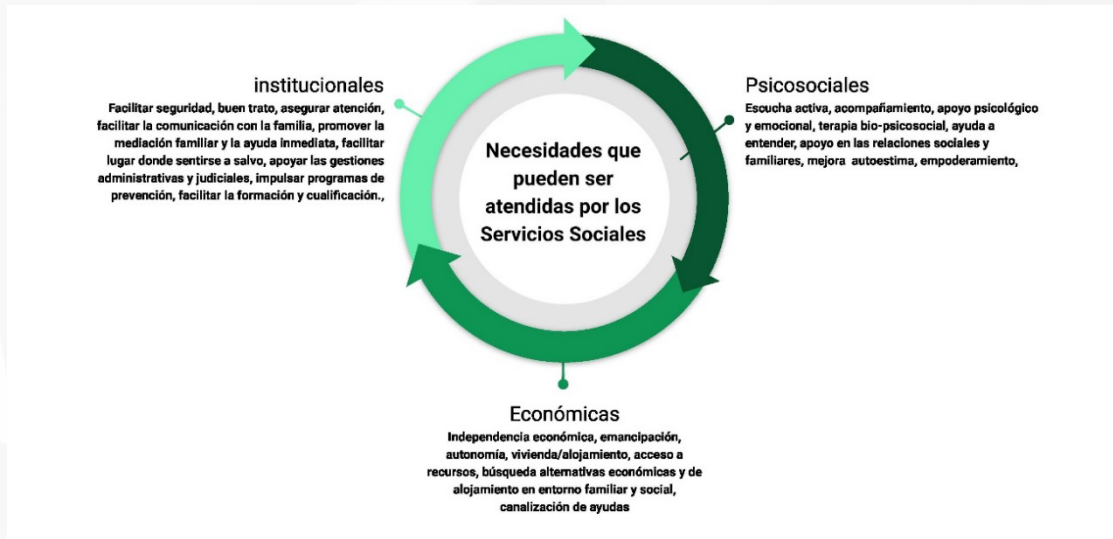 institucionales
Facilitar seguridad, buen trato, asegurar atención,
facilitar la comunicación con la familia, promover la
mediación familiar y la ayuda inmediata, facilitar
lugar donde sentirse a salvo, apoyar las gestiones
administrativas y judiciales, impulsar programas de
prevención, facilitar la formación y cualificación.,
Necesidades que
pueden ser
atendidas por los
Servicios Sociales
Psicosociales
Escucha activa, acompañamiento, apoyo psicológico
y emocional, terapia bio-psicosocial, ayuda a
entender, apoyo en las relaciones sociales y
familiares, mejora autoestima, empoderamiento,
Económicas
Independencia económica, emancipación,
autonomía, vivienda/alojamiento, acceso a
recursos, búsqueda alternativas económicas y de
alojamiento en entorno familiar y social,
canalización de ayudas